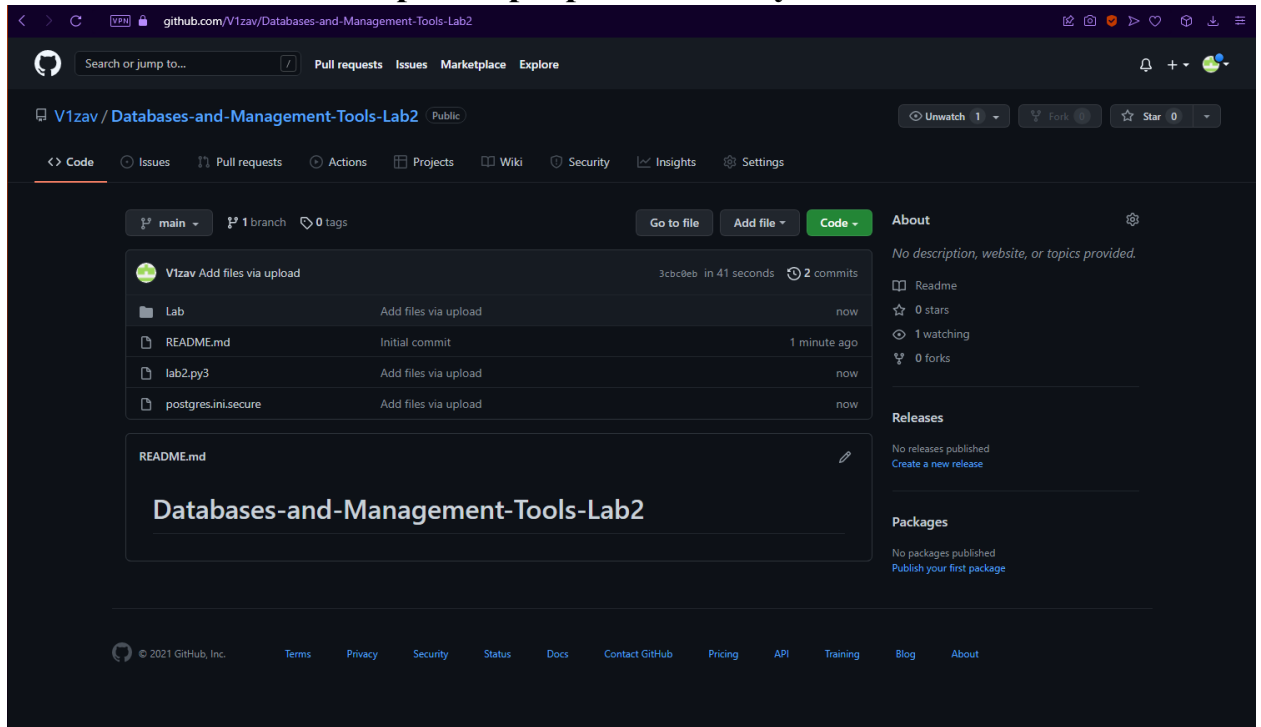 VPN github.com/V1zav/Databases-and-Management-Tools-Lab2
Search or jump to... / Pull requests Issues Marketplace Explore
V1zav / Databases-and-Management-Tools-Lab2 Public Unwatch 1 Fork 0 Star 0
<> Code Issues Pull requests Actions Projects Wiki Security Insights Settings
main 1 branch 0 tags Go to file Add file Code
V1zav Add files via upload 3cbc0eb in 41 seconds 2 commits
Lab Add files via upload now
README.md Initial commit 1 minute ago
lab2.py3 Add files via upload now
postgres.ini.secure Add files via upload now
README.md
Databases-and-Management-Tools-Lab2
About
No description, website, or topics provided.
Readme
0 stars
1 watching
0 forks
Releases
No releases published
Create a new release
Packages
No packages published
Publish your first package
© 2021 GitHub, Inc. Terms Privacy Security Status Docs Contact GitHub Pricing API Training Blog About